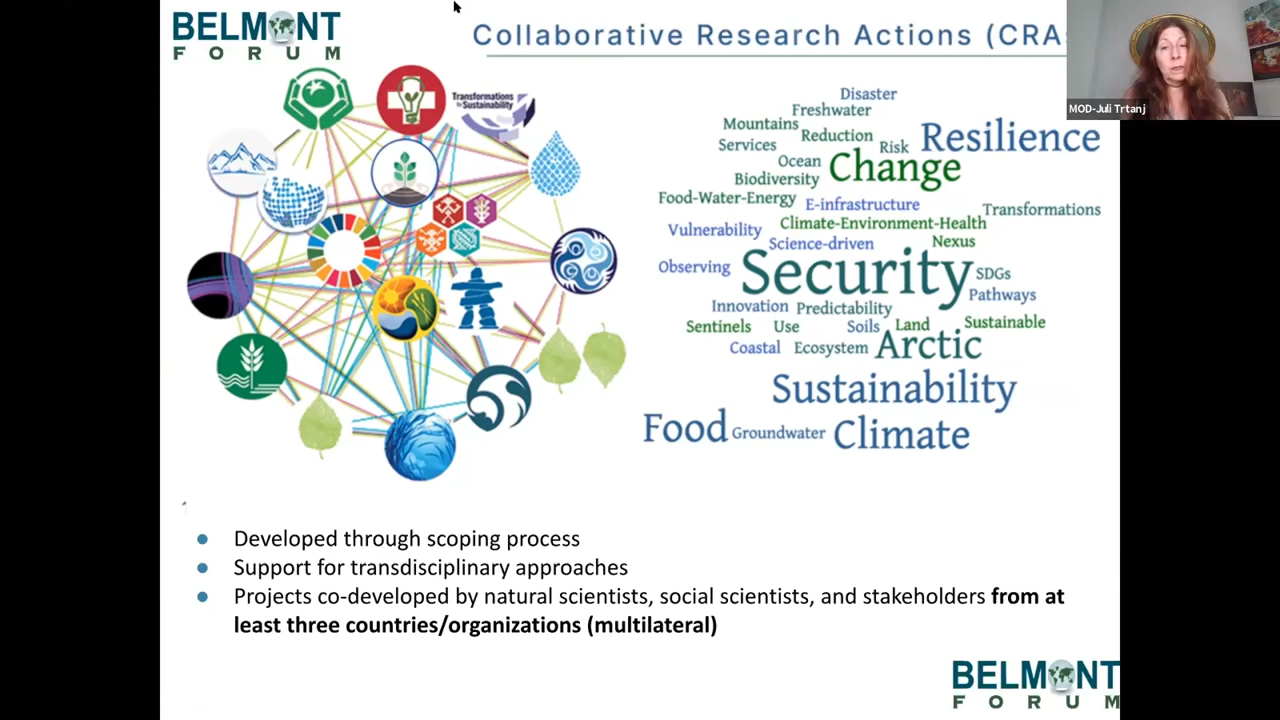 BELMONT
FORUM
Collaborative Research Actions (CRA
MOD-Juli Trtanj
Transformations
to Sustainability
Disaster
Freshwater
Mountains
Reduction
Resilience
Services
Risk
Ocean
Change
Biodiversity
Food-Water-Energy
E-infrastructure
Transformations
Vulnerability
Climate-Environment-Health
Science-driven
Nexus
Observing
Security
SDGs
Pathways
Innovation
Predictability
Sentinels
Use
Soils
Land
Sustainable
Coastal
Ecosystem
Arctic
Sustainability
Food
Groundwater
Climate
● Developed through scoping process
● Support for transdisciplinary approaches
● Projects co-developed by natural scientists, social scientists, and stakeholders from at
least three countries/organizations (multilateral)
BELMONT
FORUM